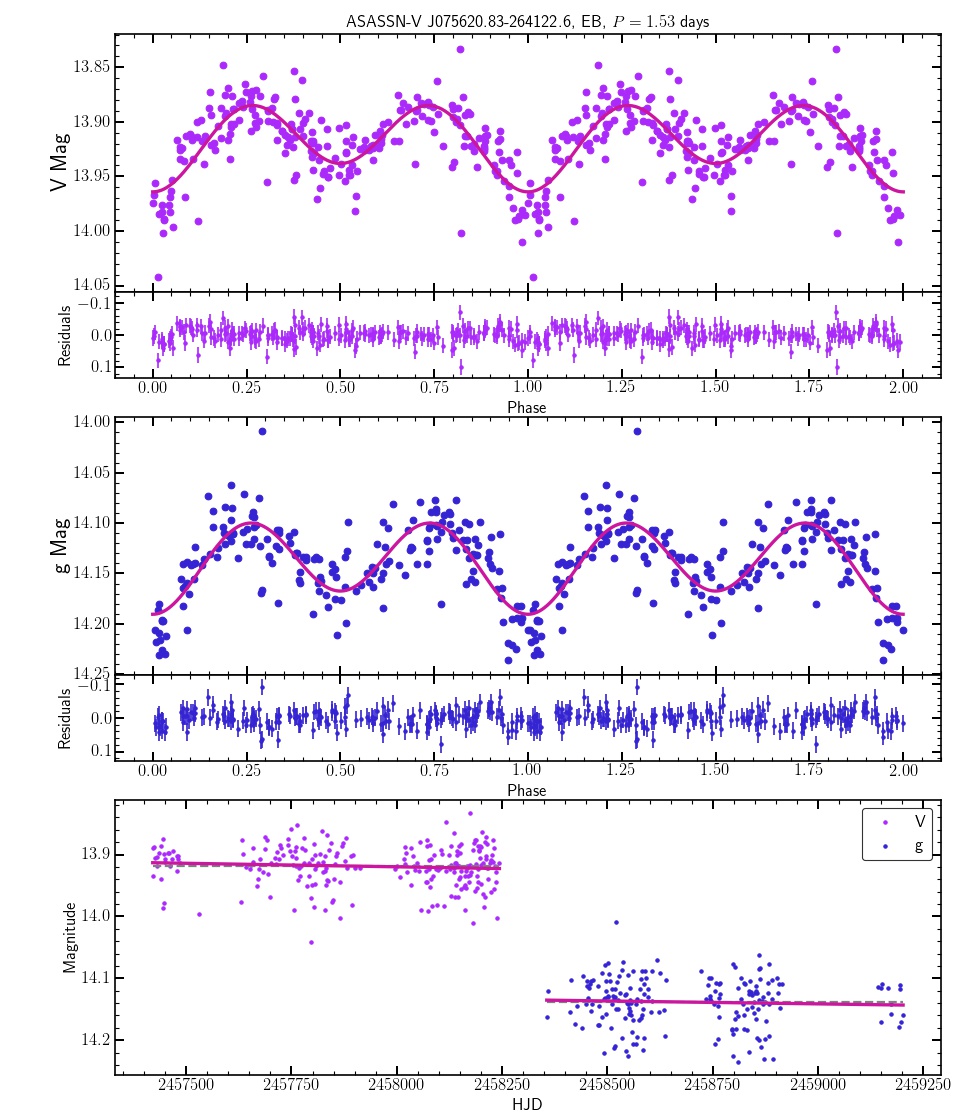 ASASSN-V J075620.83-264122.6, EB, P = 1.53 days
13.85
13.90
13.95
14.00
14.05
V Mag
−0.1
0.0
0.1
Residuals
0.00 0.25 0.50 0.75 1.00 1.25 1.50 1.75 2.00
Phase
14.00
14.05
14.10
14.15
14.20
14.25
g Mag
−0.1
0.0
0.1
Residuals
0.00 0.25 0.50 0.75 1.00 1.25 1.50 1.75 2.00
Phase
V
g
13.9
14.0
14.1
14.2
Magnitude
2457500 2457750 2458000 2458250 2458500 2458750 2459000 2459250
HJD